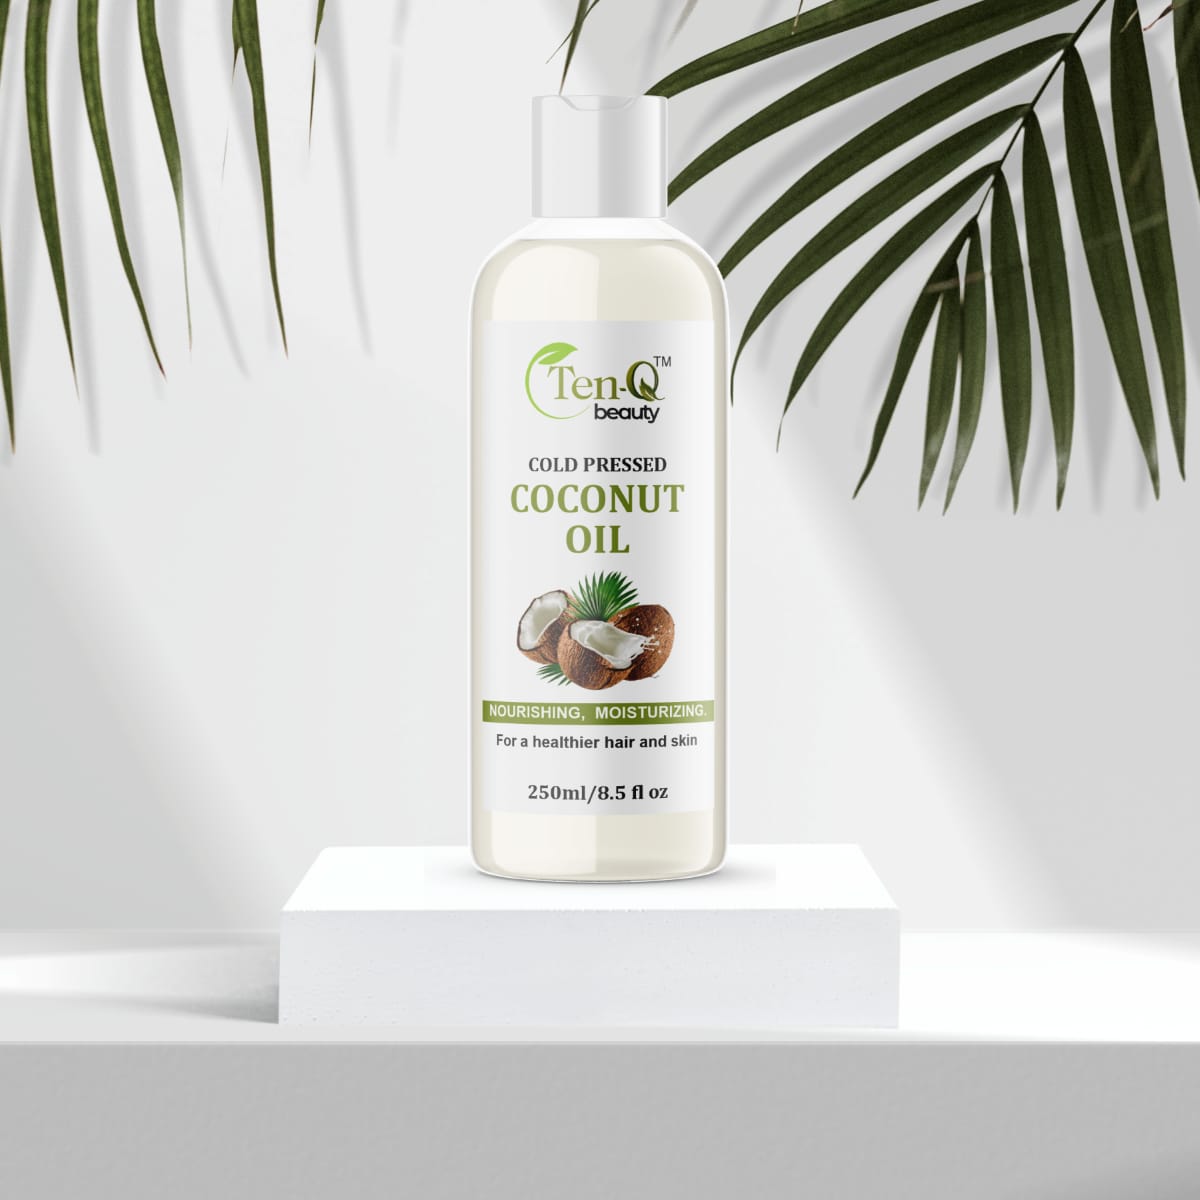 Ten-Q™
beauty
COLD PRESSED
COCONUT
OIL
NOURISHING, MOISTURIZING.
For a healthier hair and skin
250ml/8.5 fl oz